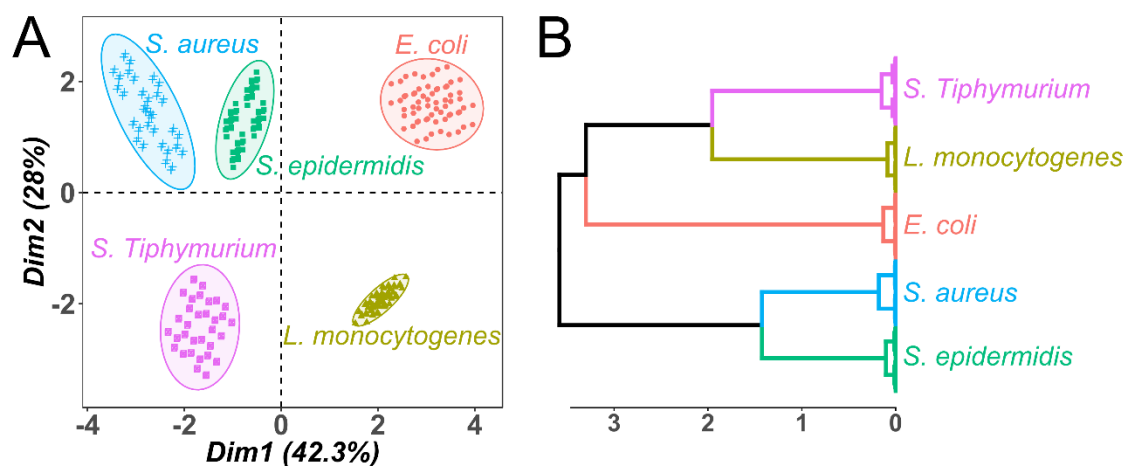 A
S. aureus
E. coli
S. epidermidis
S. Tiphymurium
L. monocytogenes
Dim2 (28%)
2
0
-2
-4
-2
0
2
4
Dim1 (42.3%)
B
S. Tiphymurium
L. monocytogenes
E. coli
S. aureus
S. epidermidis
3
2
1
0